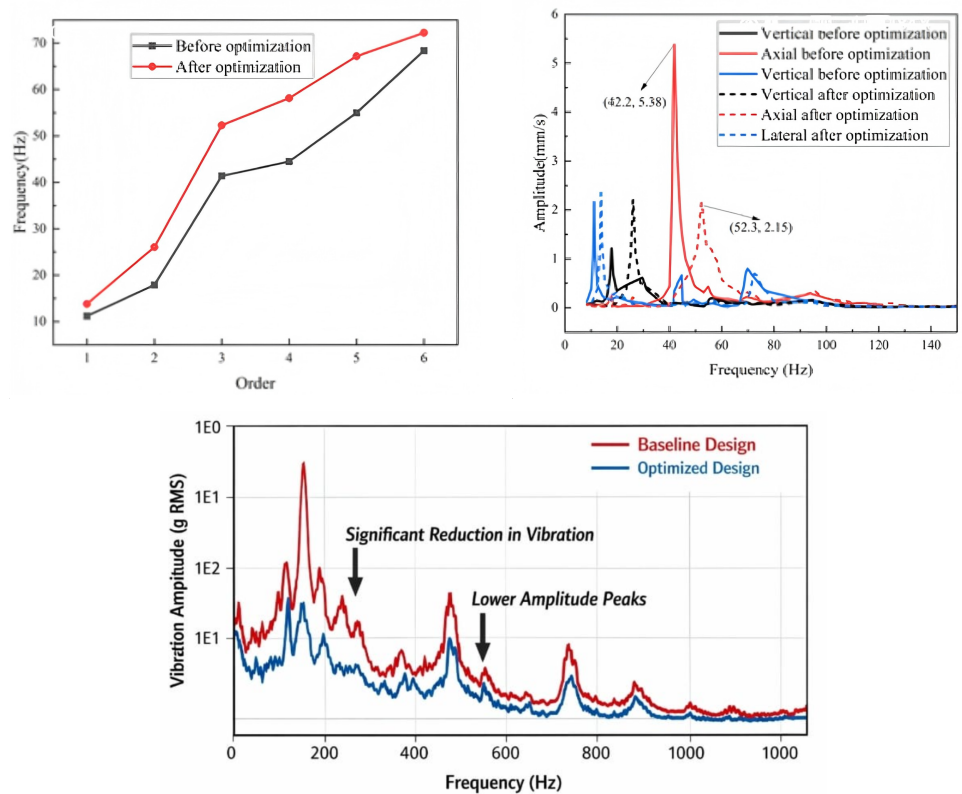 70
60
50
40
30
20
10
Frequency(Hz)
Before optimization
After optimization
1 2 3 4 5 6
Order
6
5
4
3
2
1
0
Amplitude(mm/s)
Vertical before optimization
Axial before optimization
Vertical before optimization
Vertical after optimization
Axial after optimization
Lateral after optimization
(42.2, 5.38)
(52.3, 2.15)
0 20 40 60 80 100 120 140
Frequency (Hz)
1E0
1E1
1E2
1E1
Vibration Ampitude (g RMS)
Baseline Design
Optimized Design
Significant Reduction in Vibration
Lower Amplitude Peaks
0 200 400 600 800 1000 1000
Frequency (Hz)